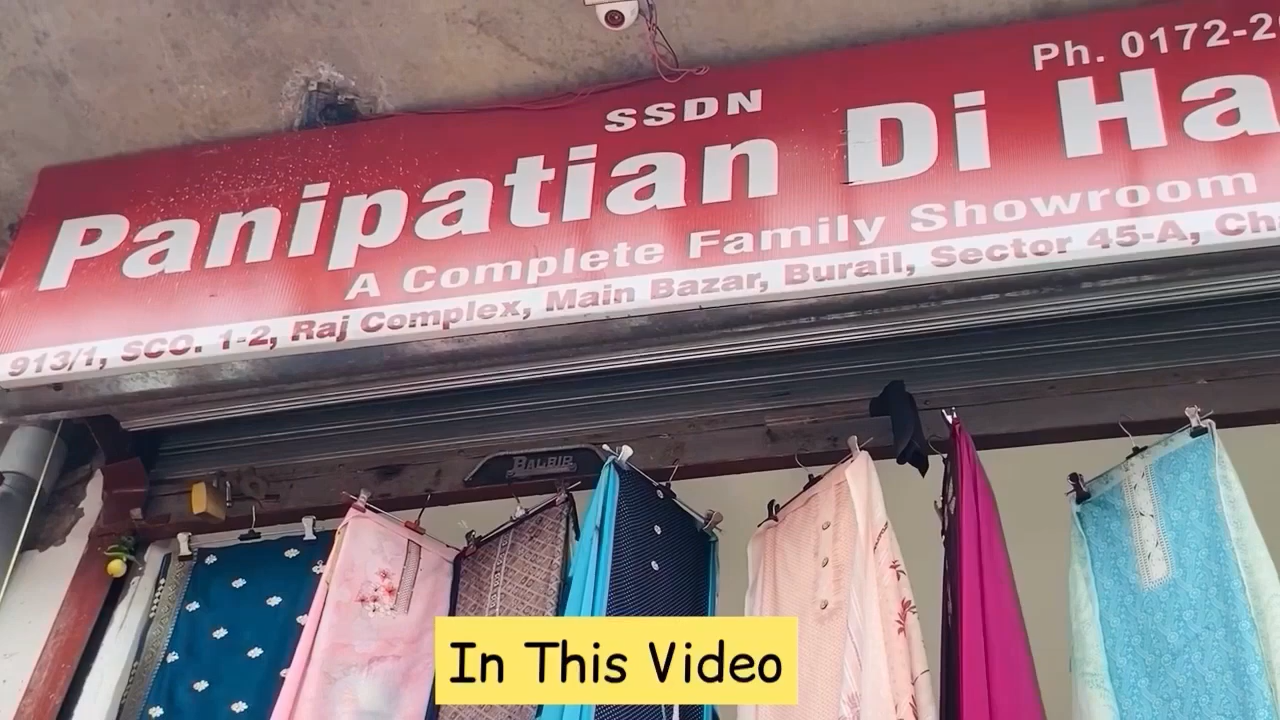 Ph. 0172-2
SSDN
Panipatian Di Ha
A Complete Family Showroom
913/1, SCO. 1-2, Raj Complex, Main Bazar, Burail, Sector 45-A, Ch
BALBIR
In This Video